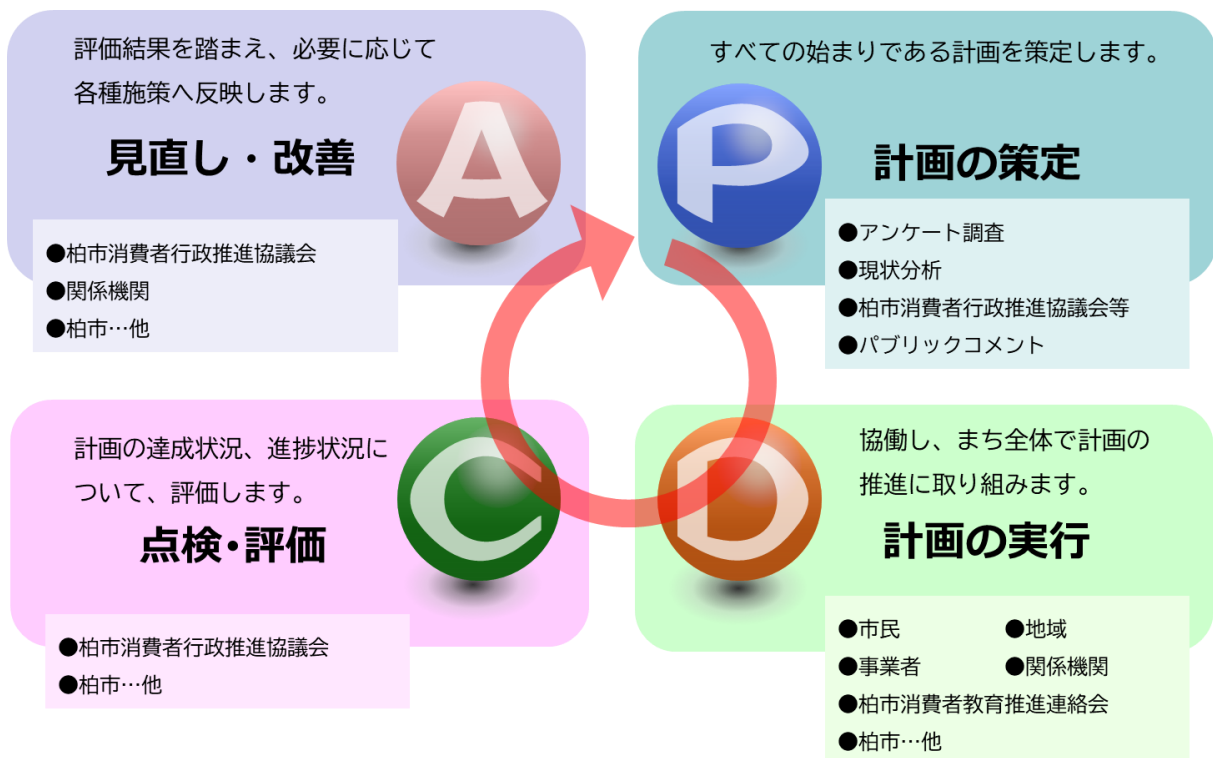 評価結果を踏まえ、必要に応じて
各種施策へ反映します。
A
見直し・改善
●柏市消費者行政推進協議会
●関係機関
●柏市…他
すべての始まりである計画を策定します。
P
計画の策定
●アンケート調査
●現状分析
●柏市消費者行政推進協議会等
●パブリックコメント
計画の達成状況、進捗状況に
ついて、評価します。
C
点検・評価
●柏市消費者行政推進協議会
●柏市…他
協働し、まち全体で計画の
推進に取り組みます。
D
計画の実行
●市民 ●地域
●事業者 ●関係機関
●柏市消費者教育推進連絡会
●柏市…他